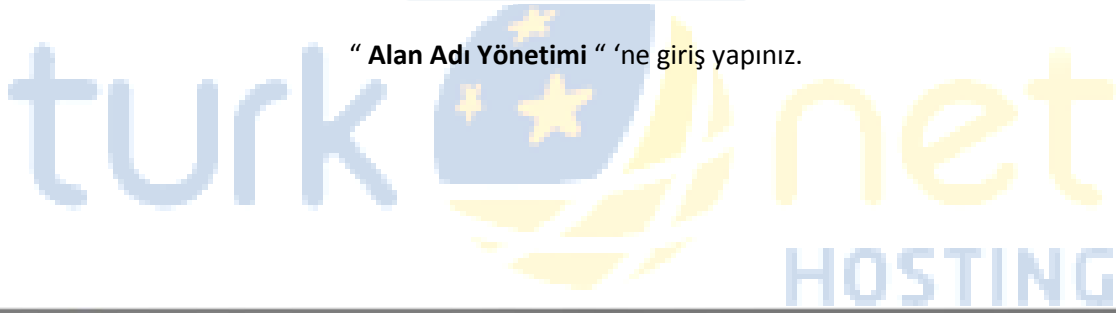 “ Alan Adı Yönetimi “ ‘ne giriş yapınız.
turk net
HOSTING